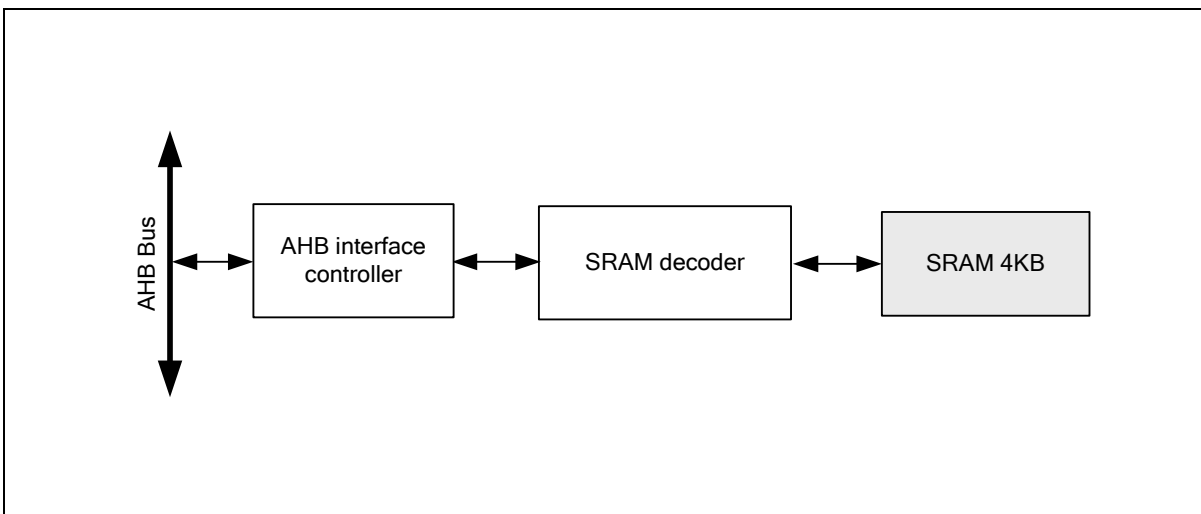 AHB Bus
AHB interface
controller
SRAM decoder
SRAM 4KB